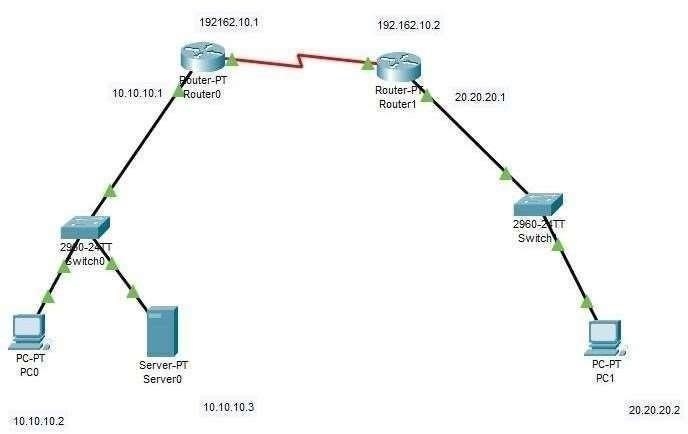 192162.10.1
192.162.10.2
Router-PT
Router0
Router-PT
Router1
10.10.10.1
20.20.20.1
2960-24TT
Switch0
2960-24TT
Switch
PC-PT
PC0
Server-PT
Server0
PC-PT
PC1
10.10.10.2
10.10.10.3
20.20.20.2